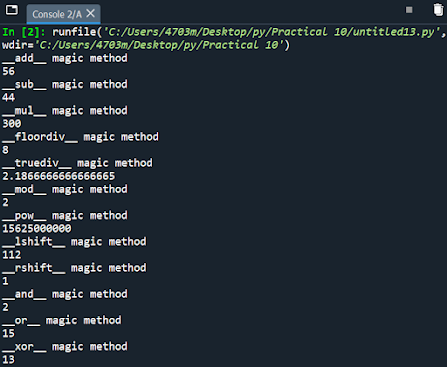 Console 2/A
In [2]: runfile('C:/Users/4703m/Desktop/py/Practical 10/untitled13.py',
wdir='C:/Users/4703m/Desktop/py/Practical 10')
__add__ magic method
56
__sub__ magic method
44
__mul__ magic method
300
__floordiv__ magic method
8
__truediv__ magic method
2.1866666666666665
__mod__ magic method
2
__pow__ magic method
15625000000
__lshift__ magic method
112
__rshift__ magic method
1
__and__ magic method
2
__or__ magic method
15
__xor__ magic method
13